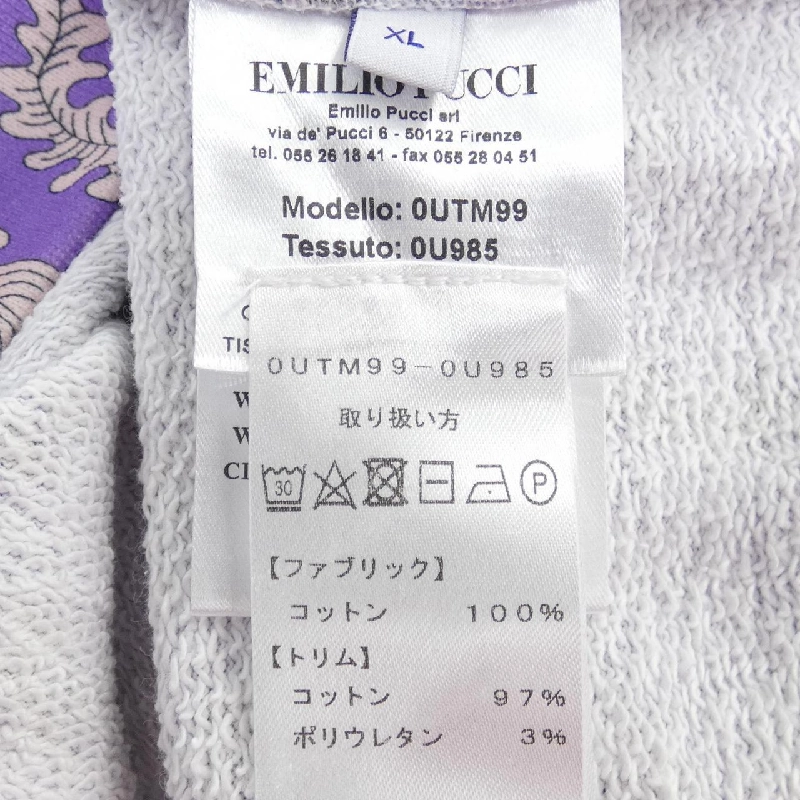 XL
EMILIO PUCCI
Emilio Pucci srl
via de' Pucci 6 - 50122 Firenze
tel. 055 26 18 41 - fax 055 28 04 51
Modello: 0UTM99
Tessuto: 0U985
0UTM99-0U985
取り扱い方
30
P
【ファブリック】
コットン 100%
【トリム】
コットン 97%
ポリウレタン 3%